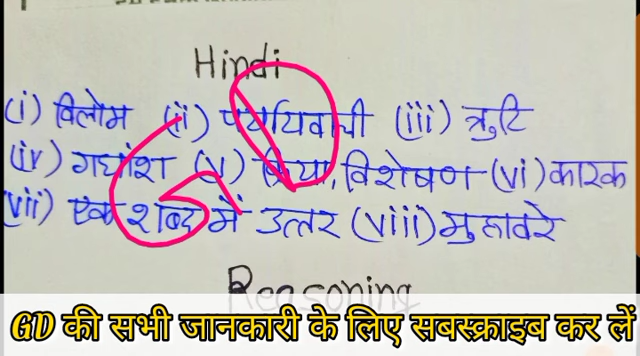 Hindi
(i) विलोम (ii) पर्यायवाची (iii) त्रुटि
(iv) गद्यांश (v) क्रिया, विशेषण (vi) कारक
(vii) एक शब्द में उत्तर (viii) मुहावरे
Reasoning
GD की सभी जानकारी के लिए सबस्क्राइब कर लें